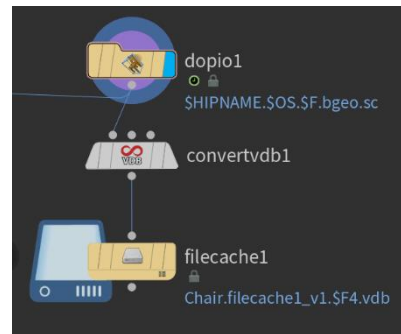 dopio1
$HIPNAME.$OS.$F.bgeo.sc
VDB
convertvdb1
filecache1
Chair.filecache1_v1.$F4.vdb